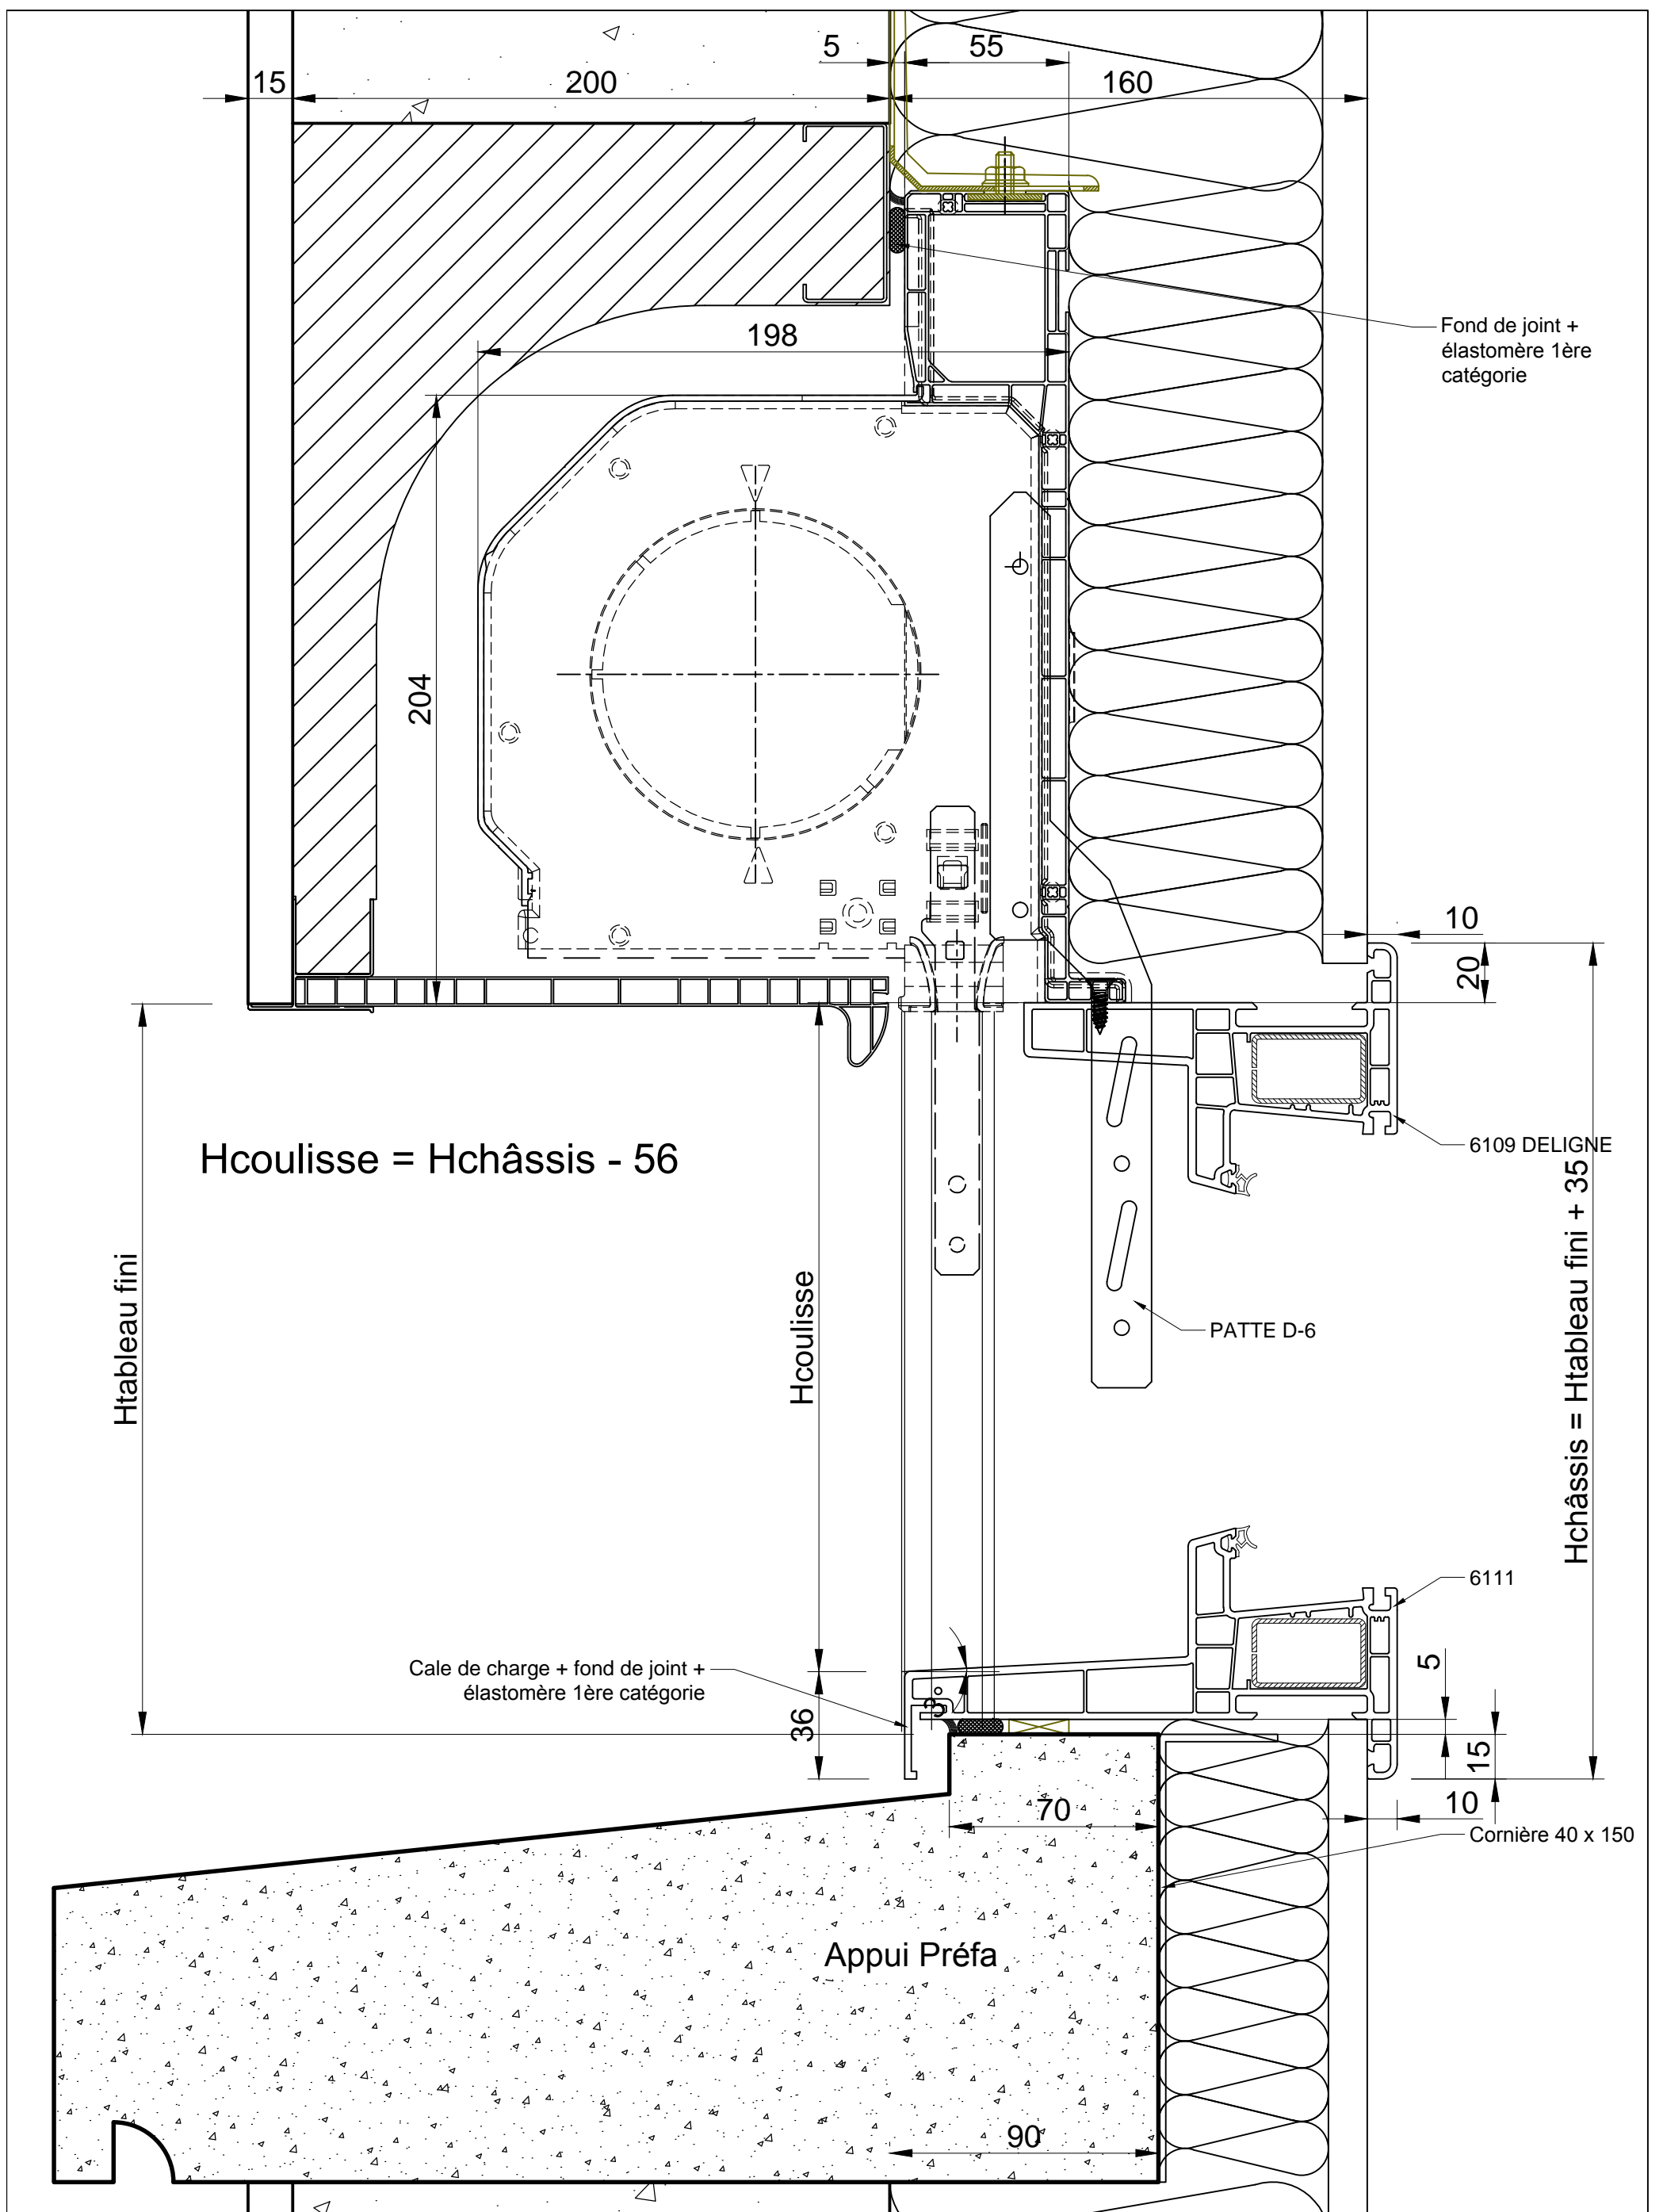 5
55
15
200
160
Fond de joint +
élastomère 1ère
catégorie
198
204
10
20
6109 DELIGNE
Hcoulisse = Hchâssis - 56
Htableau fini
Hcoulisse
PATTE D-6
Hchâssis = Htableau fini + 35
6111
Cale de charge + fond de joint +
élastomère 1ère catégorie
3
36
5
15
70
10
Cornière 40 x 150
Appui Préfa
90